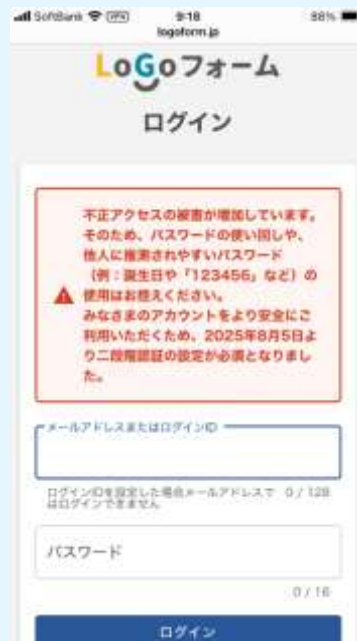 SoftBank VPN 9:18 88%
logoform.jp
LoGoフォーム
ログイン
不正アクセスの被害が増加しています。
そのため、パスワードの使い回しや、
他人に推測されやすいパスワード
（例：誕生日や「123456」など）の
使用はお控えください。
みなさまのアカウントをより安全にご
利用いただくため、2025年8月5日よ
り二段階認証の設定が必須となりまし
た。
メールアドレスまたはログインID
ログインIDを設定した場合メールアドレスで 0 / 128
はログインできません
パスワード
0 / 16
ログイン